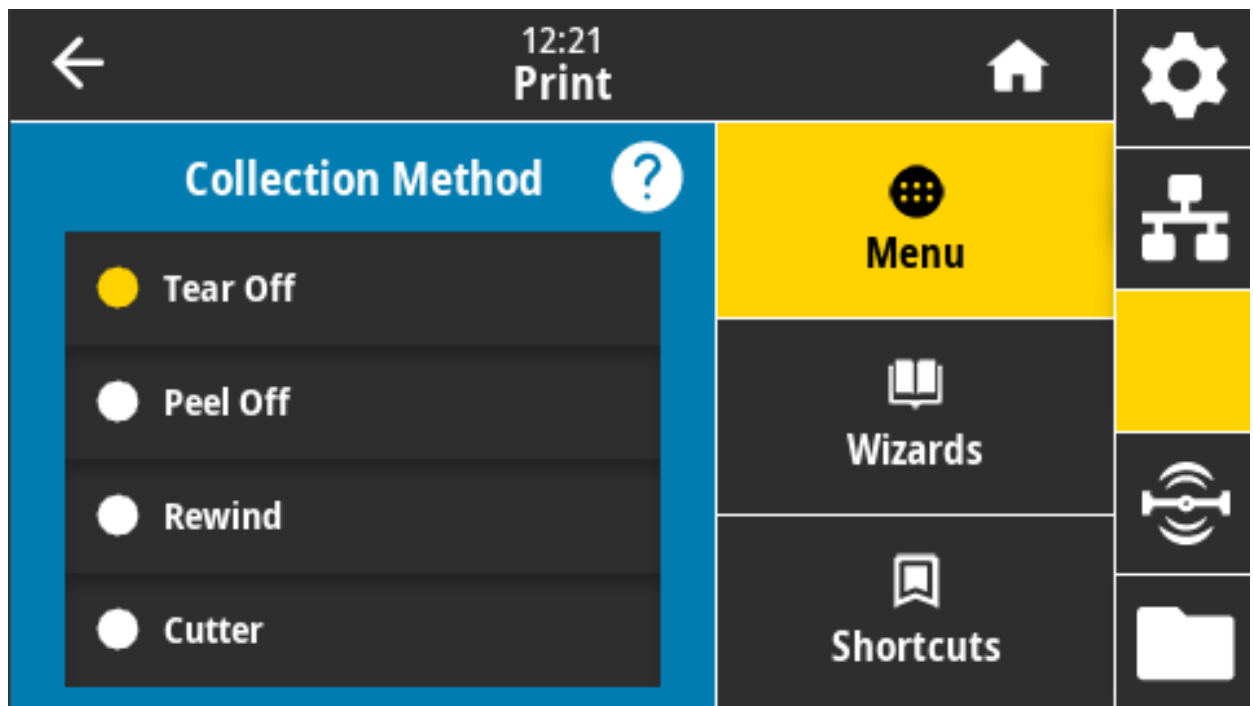 12:21
Print
Collection Method
?
Tear Off
Peel Off
Rewind
Cutter
Menu
Wizards
Shortcuts